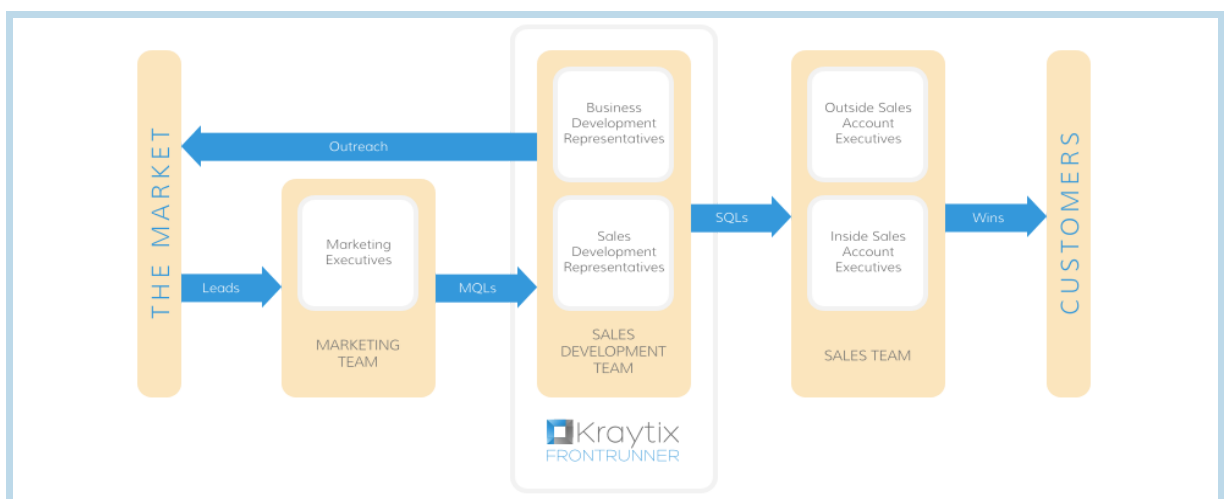 THE MARKET
Outreach
Leads
Marketing
Executives
MARKETING
TEAM
MQLs
Business
Development
Representatives
Sales
Development
Representatives
SALES
DEVELOPMENT
TEAM
Kraytix
FRONTRUNNER
SQLs
Outside Sales
Account
Executives
Inside Sales
Account
Executives
SALES TEAM
Wins
CUSTOMERS